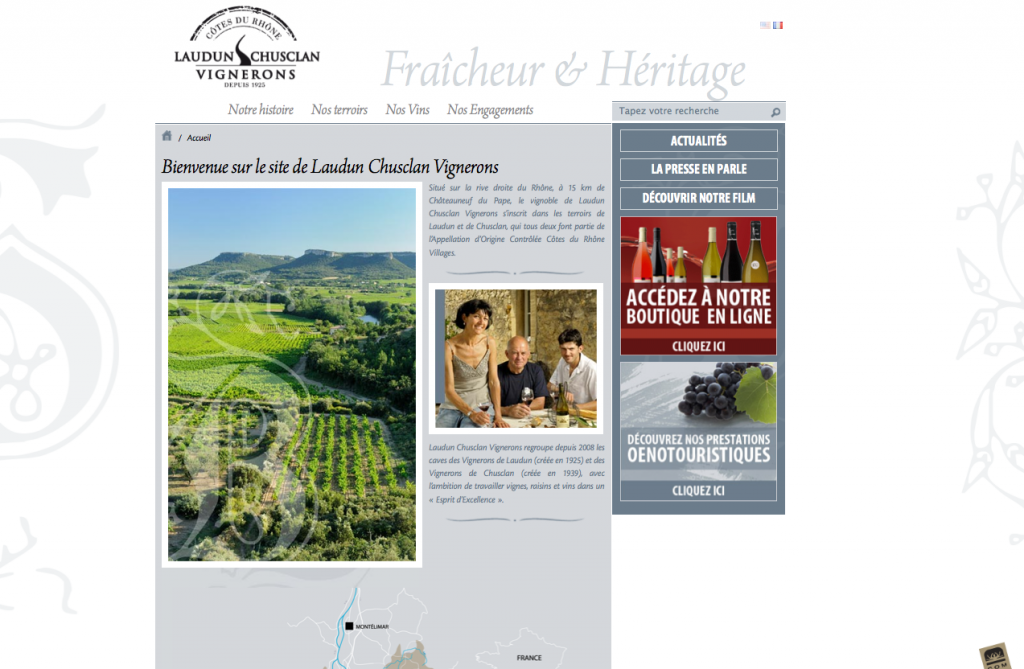 CÔTES DU RHÔNE
LAUDUN CHUSCLAN
VIGNERONS
DEPUIS 1925
Fraîcheur & Héritage
Notre histoire Nos terroirs Nos Vins Nos Engagements
Tapez votre recherche
/ Accueil
Bienvenue sur le site de Laudun Chusclan Vignerons
Situé sur la rive droite du Rhône, à 15 km de
Châteauneuf du Pape, le vignoble de Laudun
Chusclan Vignerons s'inscrit dans les terroirs de
Laudun et de Chusclan, qui tous deux font partie de
l'Appellation d'Origine Contrôlée Côtes du Rhône
Villages.
Laudun Chusclan Vignerons regroupe depuis 2008 les
caves des Vignerons de Laudun (créée en 1925) et des
Vignerons de Chusclan (créée en 1939), avec
l'ambition de travailler vignes, raisins et vins dans un
« Esprit d'Excellence ».
ACTUALITÉS
LA PRESSE EN PARLE
DÉCOUVRIR NOTRE FILM
ACCÉDEZ À NOTRE
BOUTIQUE EN LIGNE
CLIQUEZ ICI
DÉCOUVREZ NOS PRESTATIONS
OENOTOURISTIQUES
CLIQUEZ ICI
MONTÉLIMAR
FRANCE